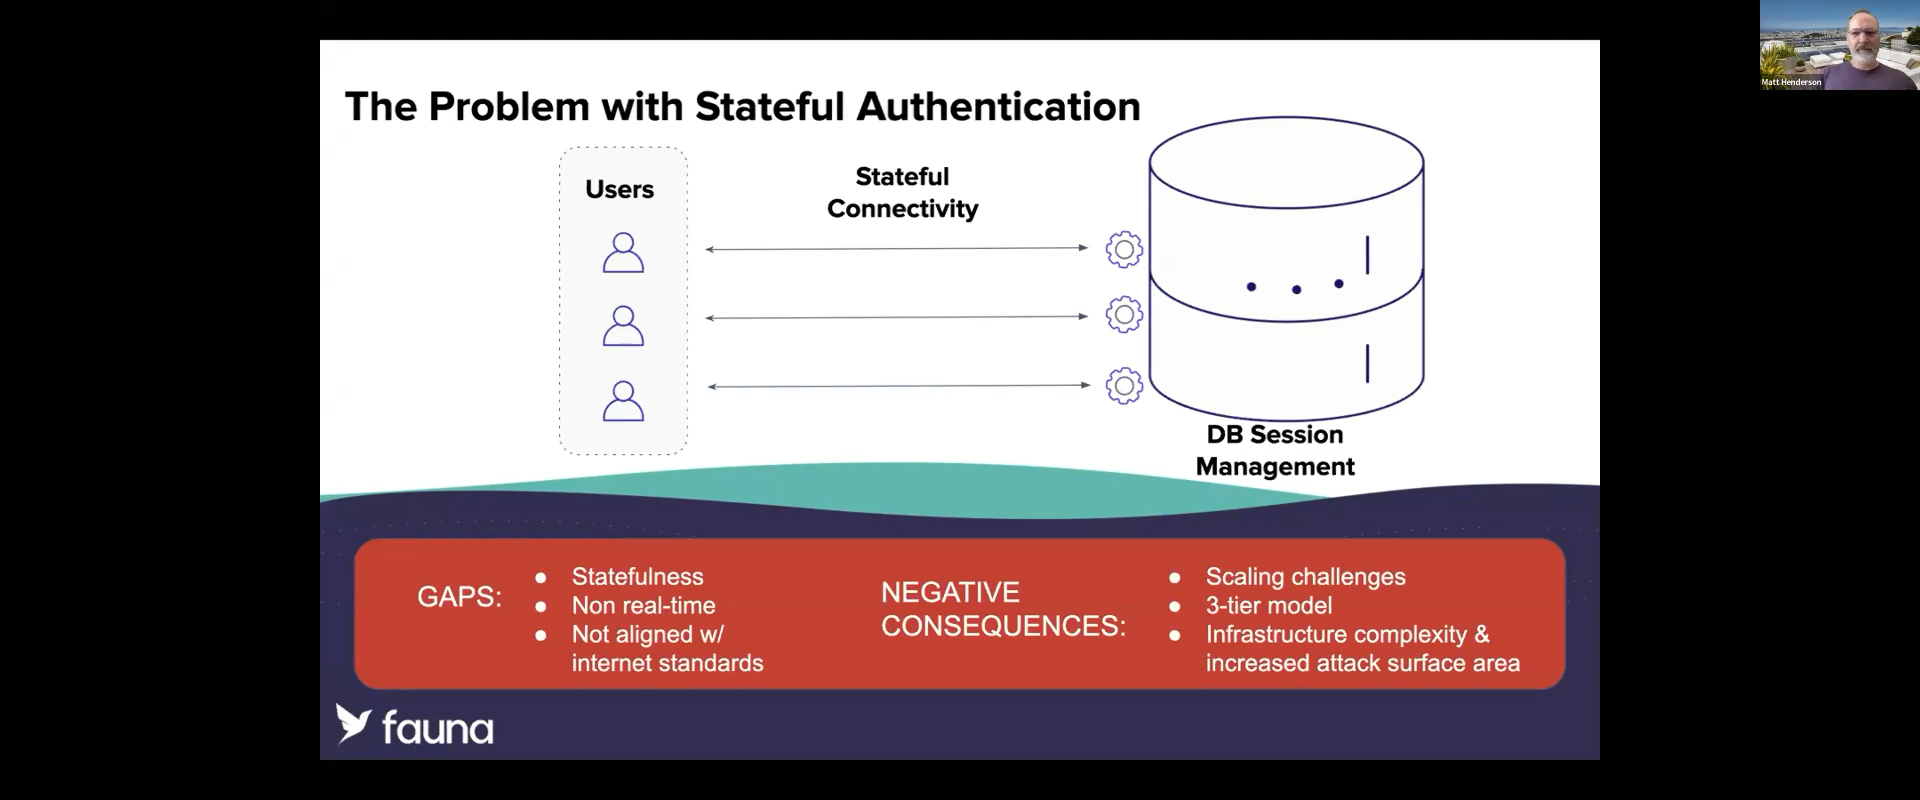 The Problem with Stateful Authentication
Users
Stateful
Connectivity
DB Session
Management
GAPS:
● Statefulness
● Non real-time
● Not aligned w/
internet standards
NEGATIVE
CONSEQUENCES:
● Scaling challenges
● 3-tier model
● Infrastructure complexity &
increased attack surface area
fauna
Matt Henderson